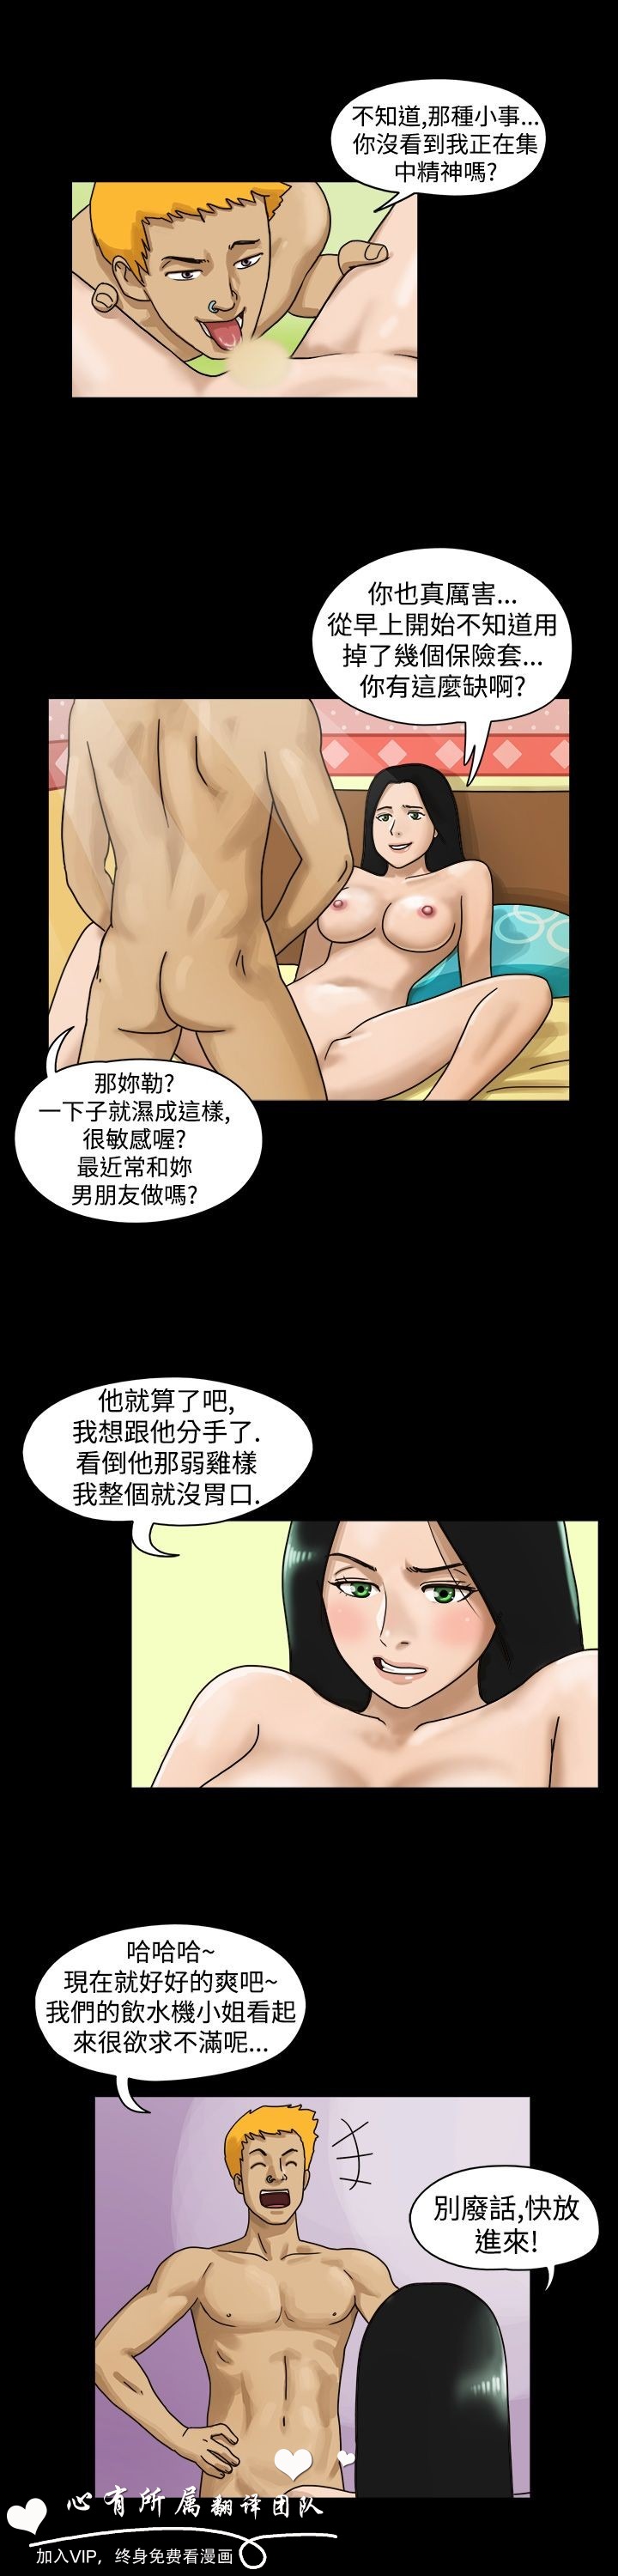 不知道,那種小事...
你沒看到我正在集
中精神嗎?
你也真厲害...
從早上開始不知道用
掉了幾個保險套...
你有這麼缺啊?
那妳勒?
一下子就濕成這樣,
很敏感喔?
最近常和妳
男朋友做嗎?
他就算了吧,
我想跟他分手了.
看倒他那弱雞樣
我整個就沒胃口.
哈哈哈~
現在就好好的爽吧~
我們的飲水機小姐看起
來很欲求不滿呢...
別廢話,快放
進來!
心有所属翻译团队
加入VIP，终身免费看漫画